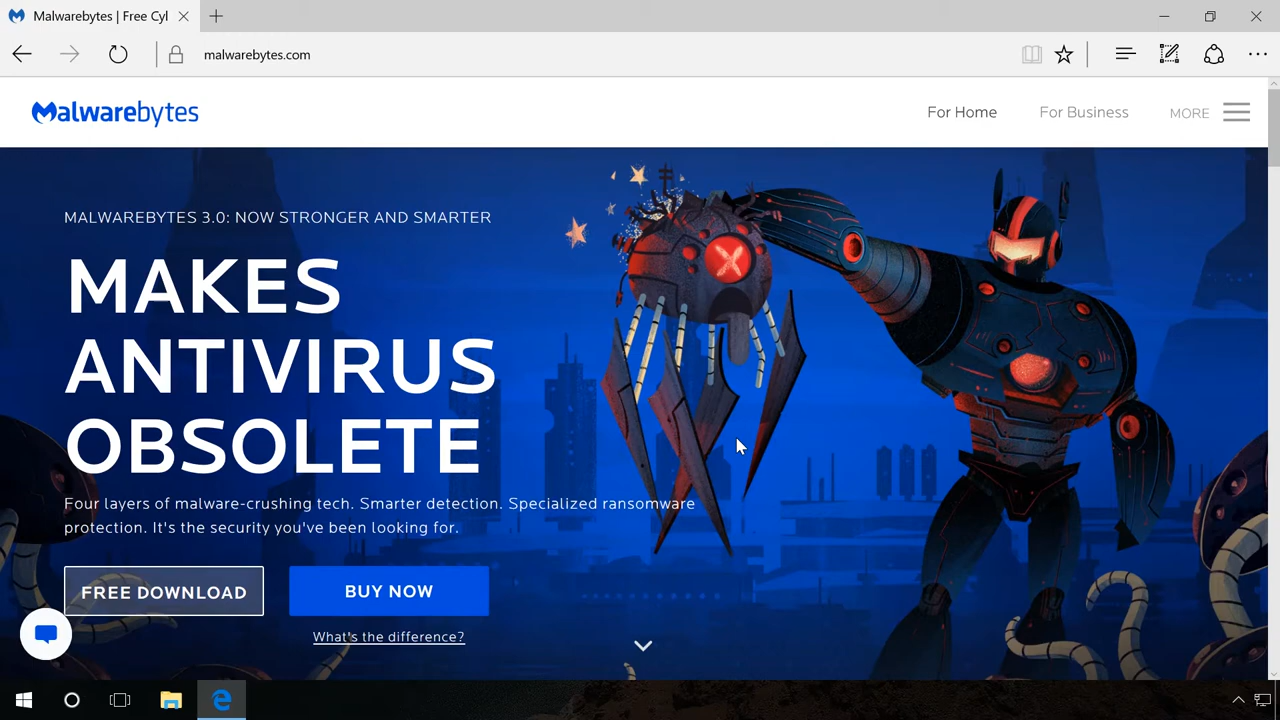 Malwarebytes | Free Cyl
malwarebytes.com
Malwarebytes
For Home
For Business
MORE
MALWAREBYTES 3.0: NOW STRONGER AND SMARTER
MAKES
ANTIVIRUS
OBSOLETE
Four layers of malware-crushing tech. Smarter detection. Specialized ransomware
protection. It's the security you've been looking for.
FREE DOWNLOAD
BUY NOW
What's the difference?